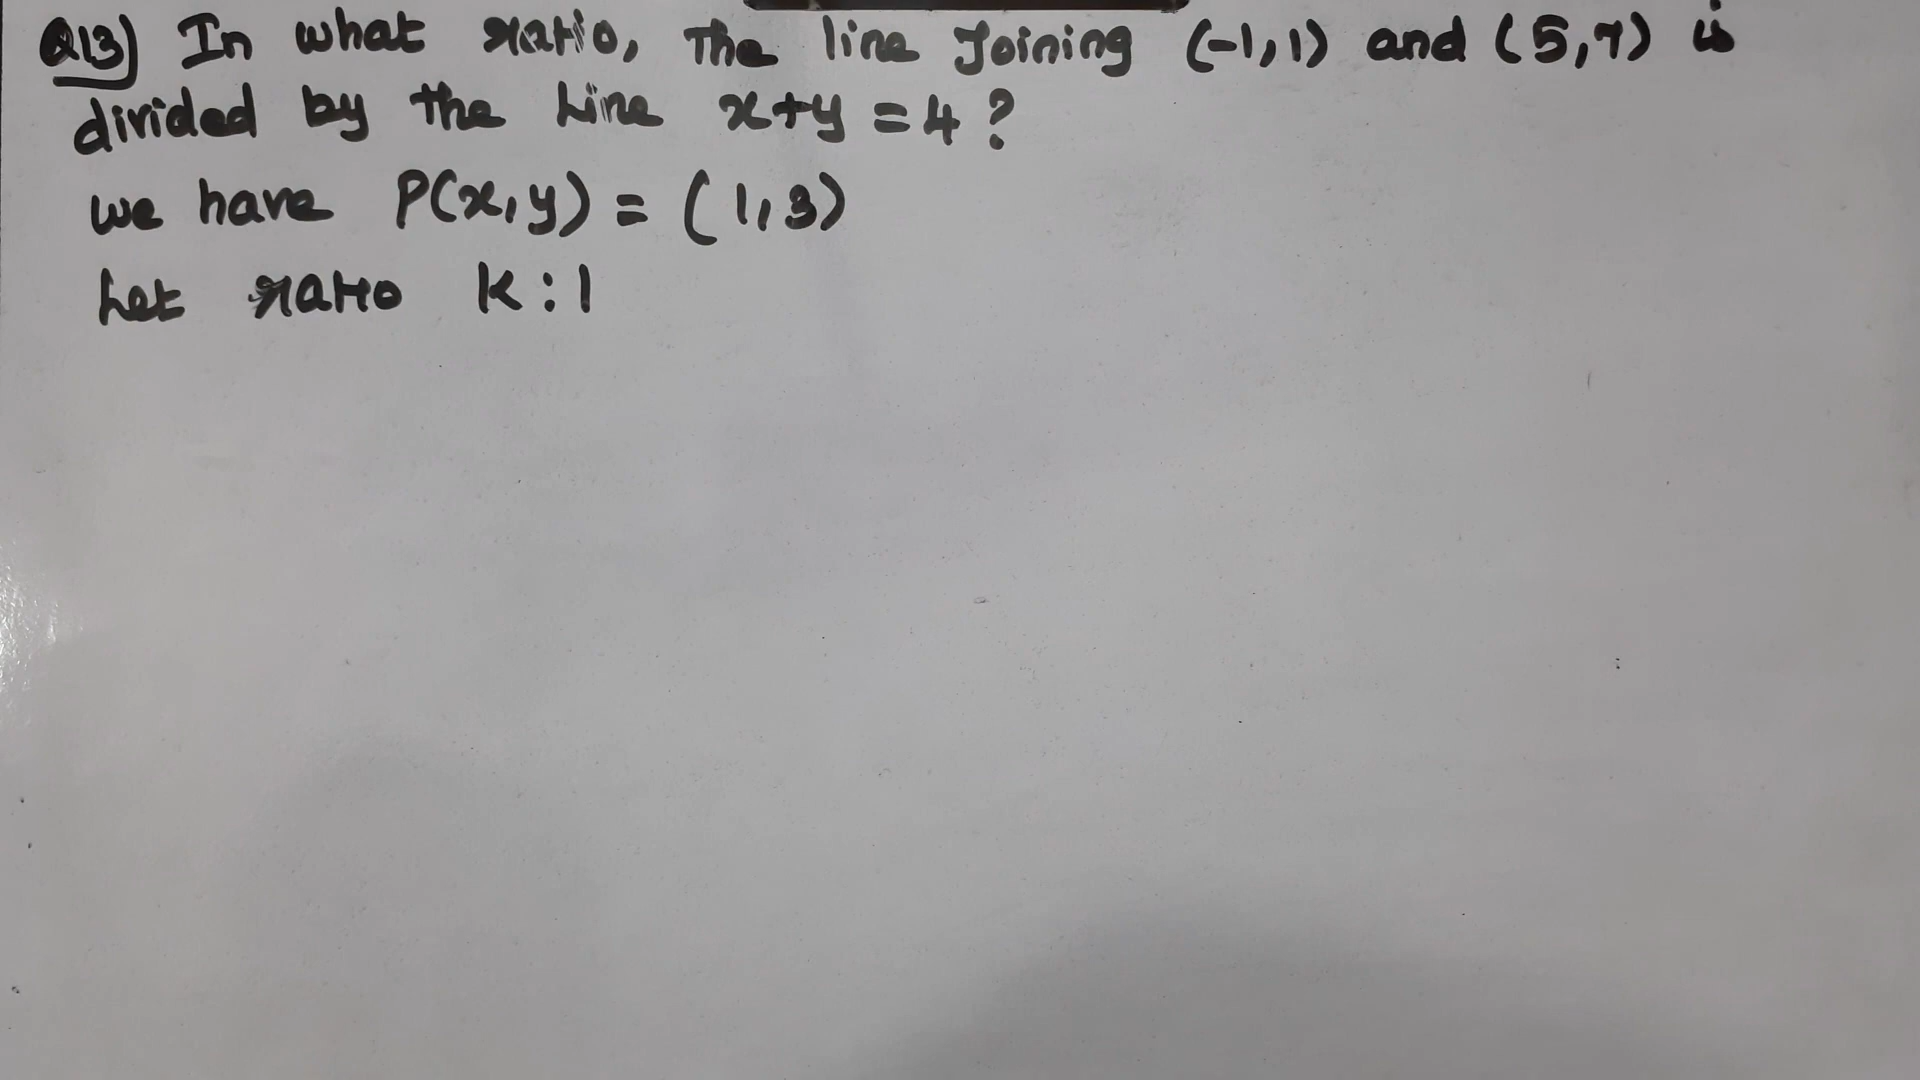 Q13) In what ratio, The line Joining (-1,1) and (5,7) is
divided by the Line x+y = 4 ?
we have P(x,y) = (1,3)
Let ratio K:1